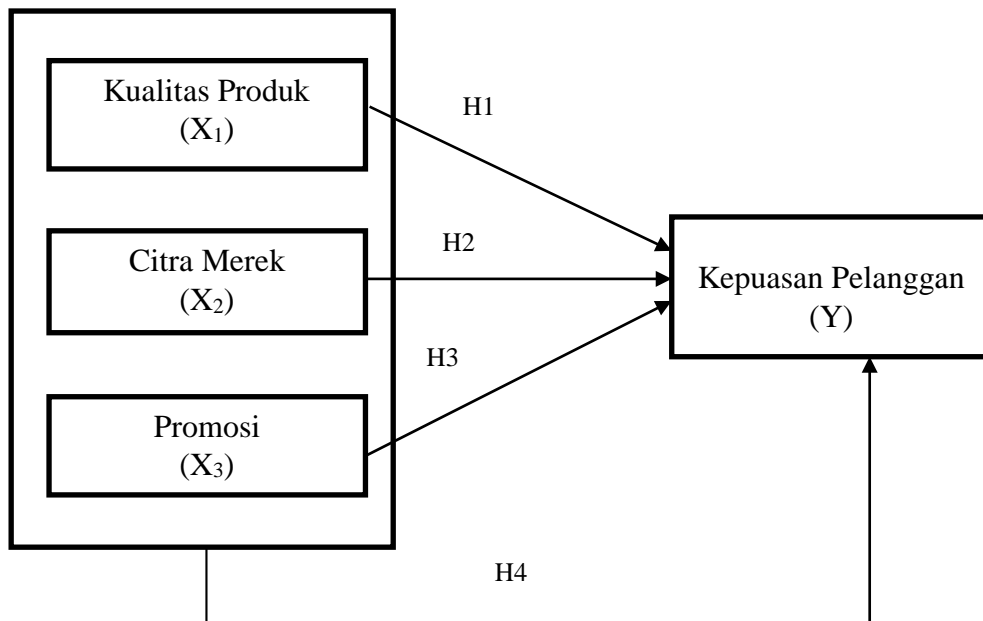 Kualitas Produk
(X₁)
H1
Citra Merek
(X₂)
H2
Kepuasan Pelanggan
(Y)
H3
Promosi
(X₃)
H4